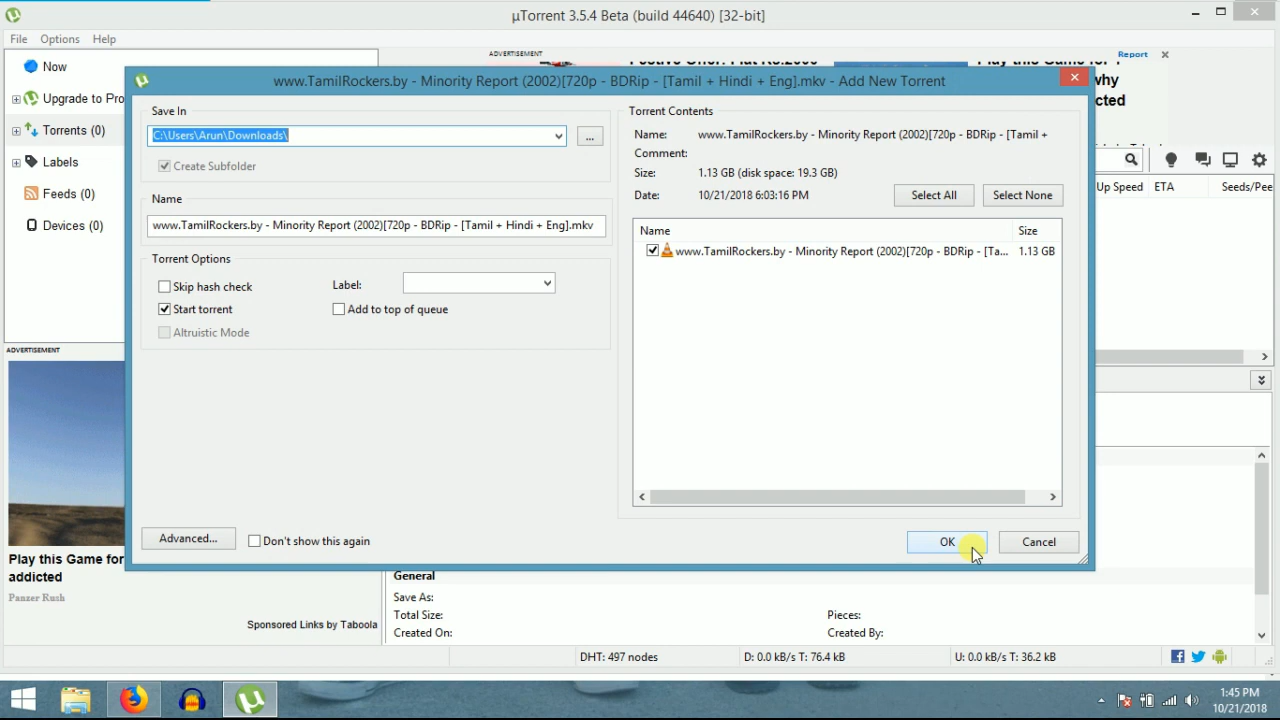 µTorrent 3.5.4 Beta (build 44640) [32-bit]
File Options Help
ADVERTISEMENT
Report
Now
Upgrade to Pro
Torrents (0)
Labels
Feeds (0)
Devices (0)
why
cted
Up Speed ETA Seeds/Pee
www.TamilRockers.by - Minority Report (2002)[720p - BDRip - [Tamil + Hindi + Eng].mkv - Add New Torrent
Save In
C:\Users\Arun\Downloads\
...
Create Subfolder
Name
www.TamilRockers.by - Minority Report (2002)[720p - BDRip - [Tamil + Hindi + Eng].mkv
Torrent Options
Skip hash check
Label:
Start torrent
Add to top of queue
Altruistic Mode
Advanced...
Don't show this again
Torrent Contents
Name: www.TamilRockers.by - Minority Report (2002)[720p - BDRip - [Tamil +
Comment:
Size: 1.13 GB (disk space: 19.3 GB)
Date: 10/21/2018 6:03:16 PM
Select All Select None
Name Size
www.TamilRockers.by - Minority Report (2002)[720p - BDRip - [Ta... 1.13 GB
OK Cancel
ADVERTISEMENT
Play this Game for
addicted
Panzer Rush
Sponsored Links by Taboola
General
Save As:
Total Size: Pieces:
Created On: Created By:
DHT: 497 nodes D: 0.0 kB/s T: 76.4 kB U: 0.0 kB/s T: 36.2 kB
1:45 PM
10/21/2018